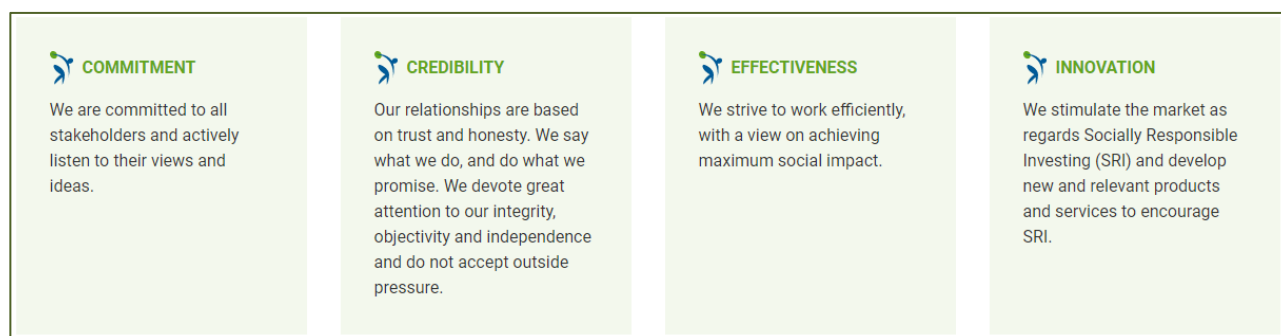 COMMITMENT
We are committed to all
stakeholders and actively
listen to their views and
ideas.
CREDIBILITY
Our relationships are based
on trust and honesty. We say
what we do, and do what we
promise. We devote great
attention to our integrity,
objectivity and independence
and do not accept outside
pressure.
EFFECTIVENESS
We strive to work efficiently,
with a view on achieving
maximum social impact.
INNOVATION
We stimulate the market as
regards Socially Responsible
Investing (SRI) and develop
new and relevant products
and services to encourage
SRI.